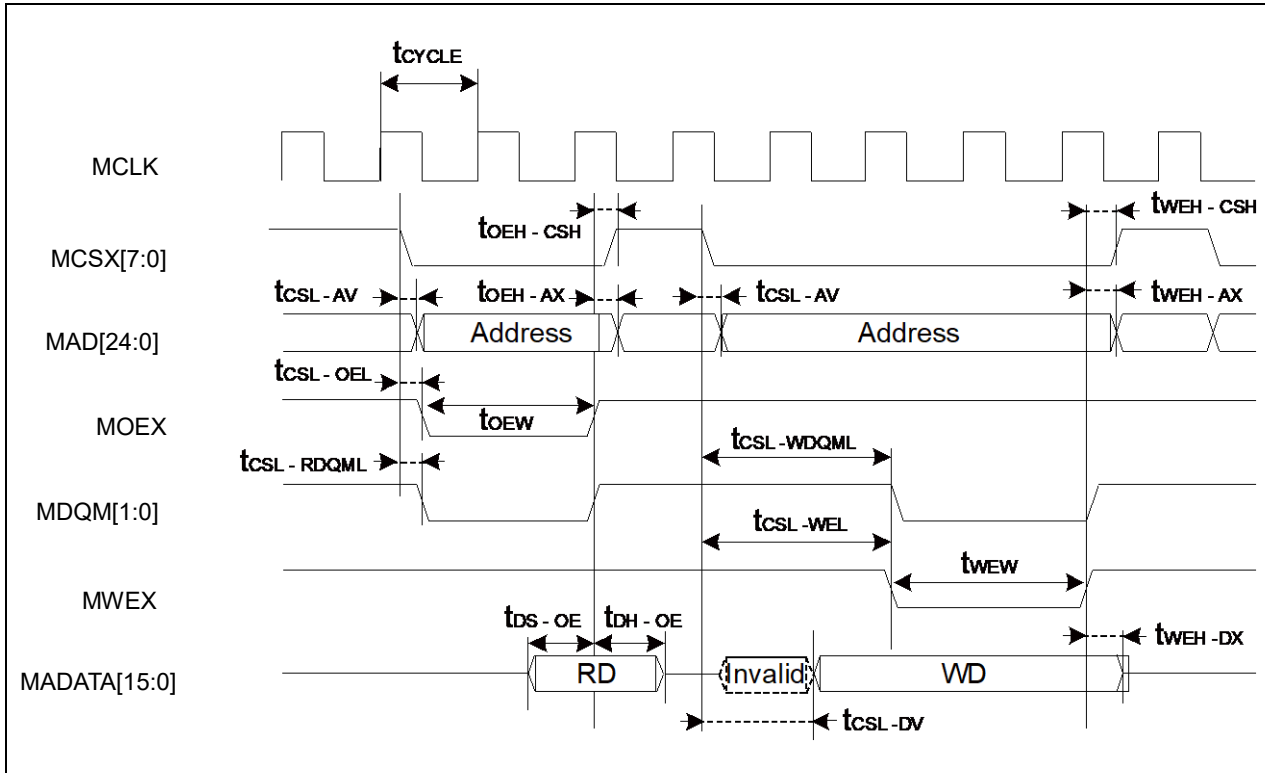 tCYCLE
MCLK
tOEH - CSH
tWEH - CSH
MCSX[7:0]
tCSL - AV
tOEH - AX
tCSL - AV
tWEH - AX
MAD[24:0]
Address
Address
tCSL - OEL
MOEX
tOEW
tCSL - WDQML
tCSL - RDQML
MDQM[1:0]
tCSL - WEL
tWEW
MWEX
tDS - OE
tDH - OE
tWEH - DX
MADATA[15:0]
RD
Invalid
WD
tCSL - DV